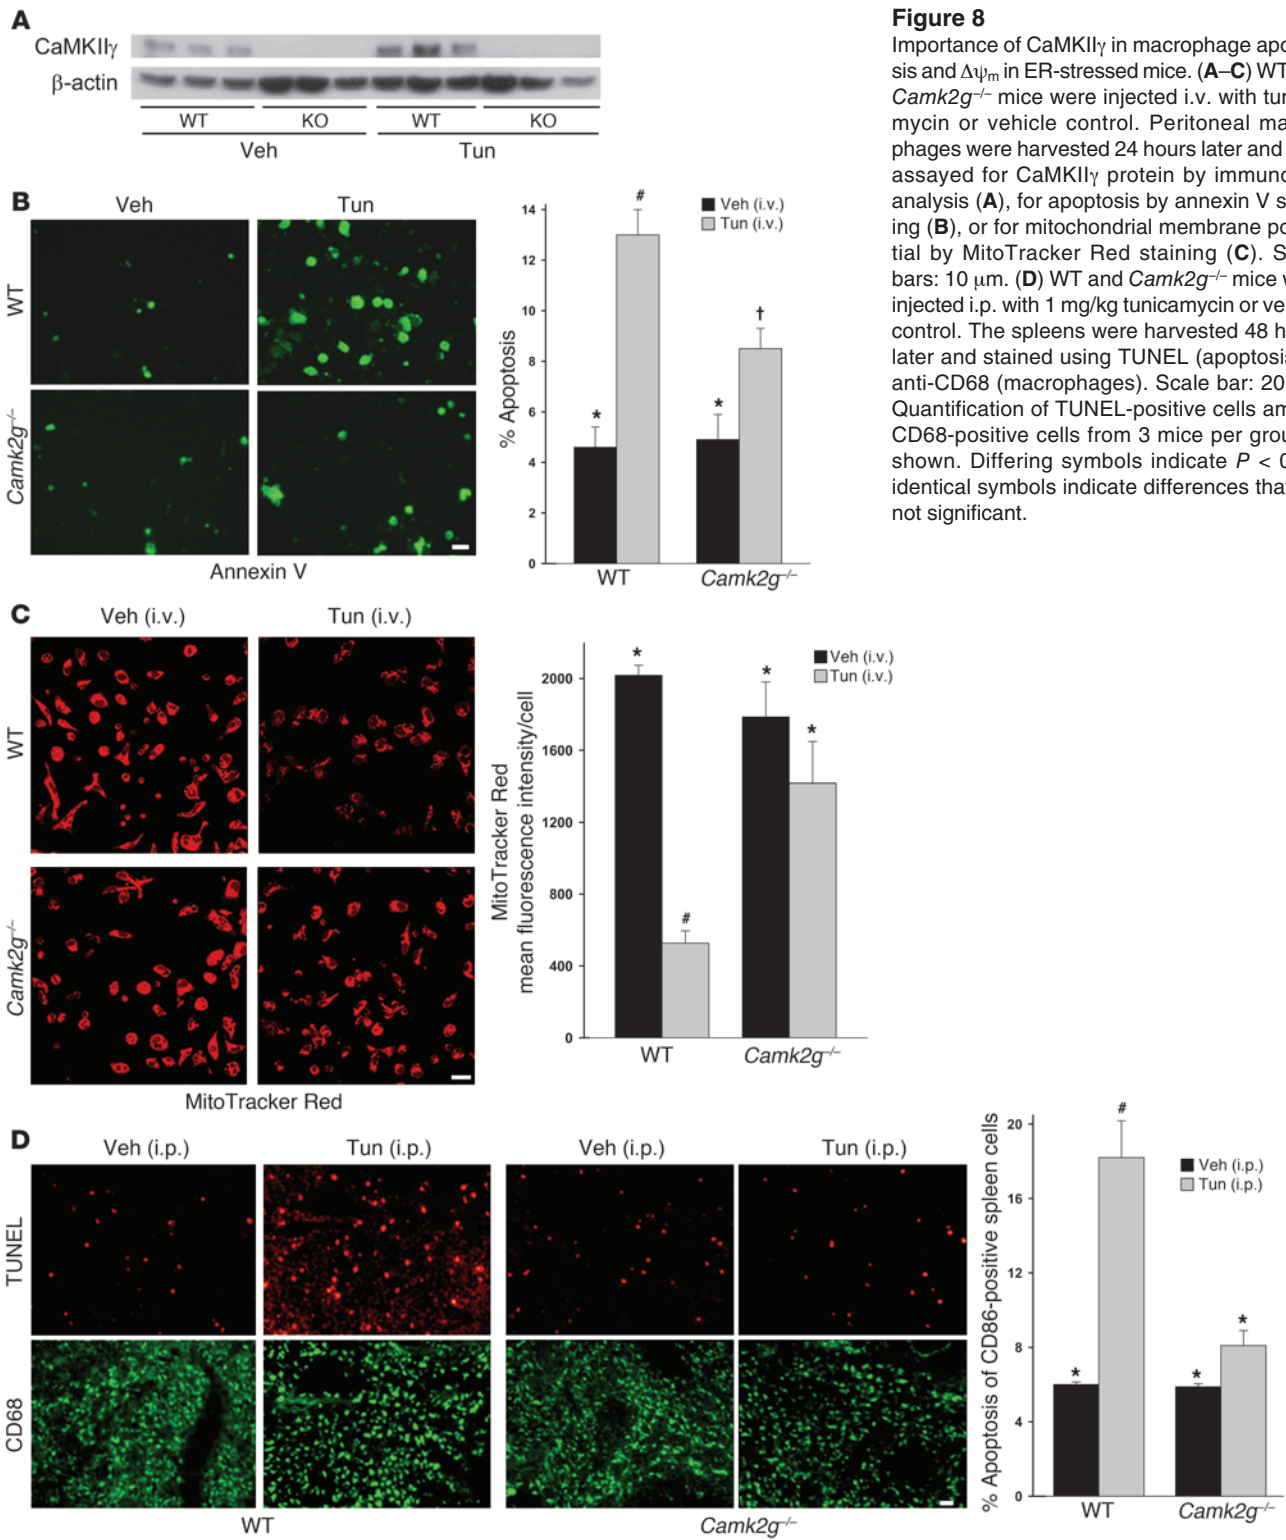 A
CaMKIIγ
β-actin
WT
KO
WT
KO
Veh
Tun
B
Veh
Tun
WT
Camk2g–/–
Annexin V
% Apoptosis
14
12
10
8
6
4
2
0
*
#
*
†
Veh (i.v.)
Tun (i.v.)
WT
Camk2g–/–
C
Veh (i.v.)
Tun (i.v.)
WT
Camk2g–/–
MitoTracker Red
MitoTracker Red
mean fluorescence intensity/cell
2000
1600
1200
800
400
0
*
#
*
*
Veh (i.v.)
Tun (i.v.)
WT
Camk2g–/–
D
Veh (i.p.)
Tun (i.p.)
Veh (i.p.)
Tun (i.p.)
TUNEL
CD68
WT
Camk2g–/–
% Apoptosis of CD86-positive spleen cells
20
16
12
8
4
0
*
#
*
*
Veh (i.p.)
Tun (i.p.)
WT
Camk2g–/–
Figure 8
Importance of CaMKIIγ in macrophage apo
sis and Δψm in ER-stressed mice. (A–C) WT
Camk2g–/– mice were injected i.v. with tun
mycin or vehicle control. Peritoneal ma
phages were harvested 24 hours later and
assayed for CaMKIIγ protein by immuno
analysis (A), for apoptosis by annexin V s
ing (B), or for mitochondrial membrane po
tial by MitoTracker Red staining (C). S
bars: 10 μm. (D) WT and Camk2g–/– mice w
injected i.p. with 1 mg/kg tunicamycin or ve
control. The spleens were harvested 48 h
later and stained using TUNEL (apoptosis
anti-CD68 (macrophages). Scale bar: 20
Quantification of TUNEL-positive cells am
CD68-positive cells from 3 mice per grou
shown. Differing symbols indicate P < 0
identical symbols indicate differences that
not significant.